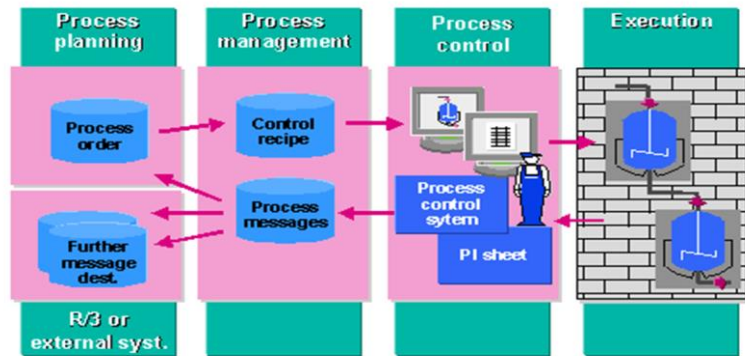 Process
planning
Process
management
Process
control
Execution
Process
order
Control
recipe
Process
messages
Further
message
dest.
Process
control
sytem
PI sheet
R/3 or
external syst.